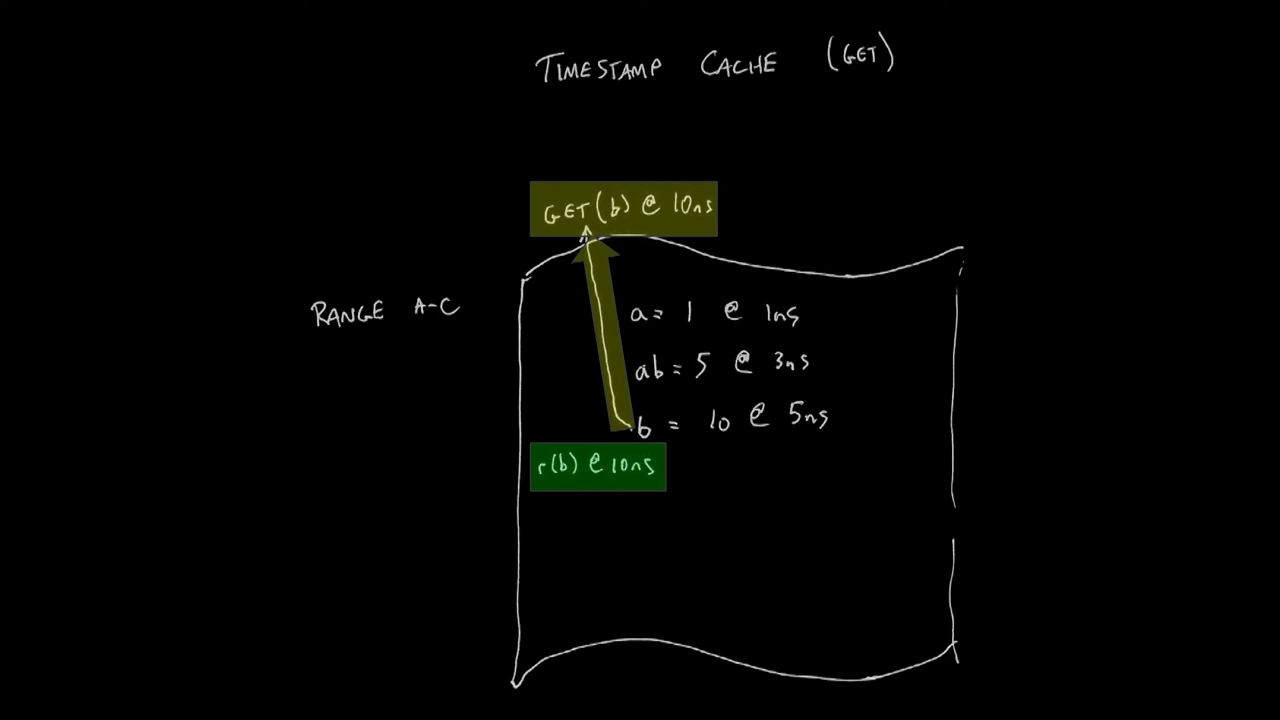 TIMESTAMP CACHE (GET)
GET(b) @ 10ns
RANGE A-C
a = 1 @ 1ns
ab = 5 @ 3ns
b = 10 @ 5ns
r(b) @ 10ns